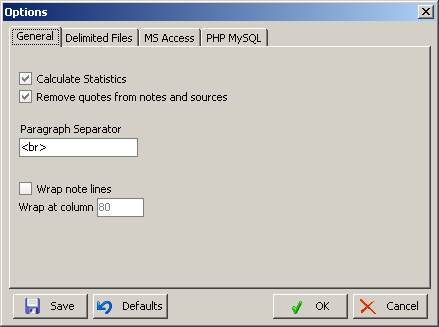 Options
General Delimited Files MS Access PHP MySQL
Calculate Statistics
Remove quotes from notes and sources
Paragraph Separator
<br>
Wrap note lines
Wrap at column 80
Save Defaults OK Cancel